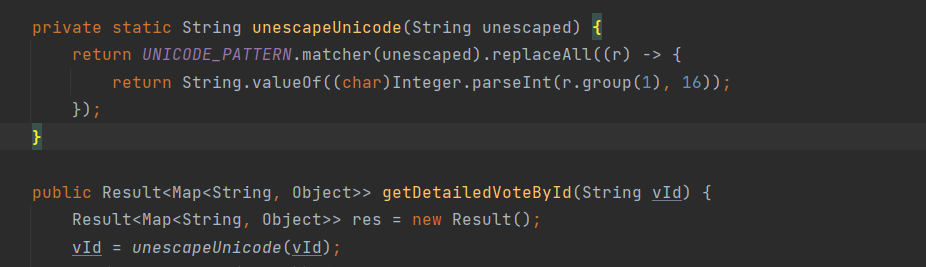 private static String unescapeUnicode(String unescaped) {
return UNICODE_PATTERN.matcher(unescaped).replaceAll((r) -> {
return String.valueOf((char)Integer.parseInt(r.group(1), 16));
});
}
public Result<Map<String, Object>> getDetailedVoteById(String vId) {
Result<Map<String, Object>> res = new Result();
vId = unescapeUnicode(vId);